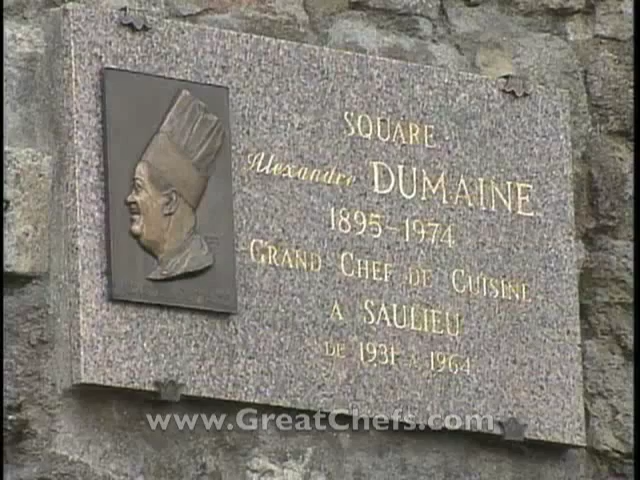 SQUARE
Alexandre DUMAINE
1895-1974
GRAND CHEF DE CUISINE
A SAULIEU
DE 1931 A 1964
www.GreatChefs.com